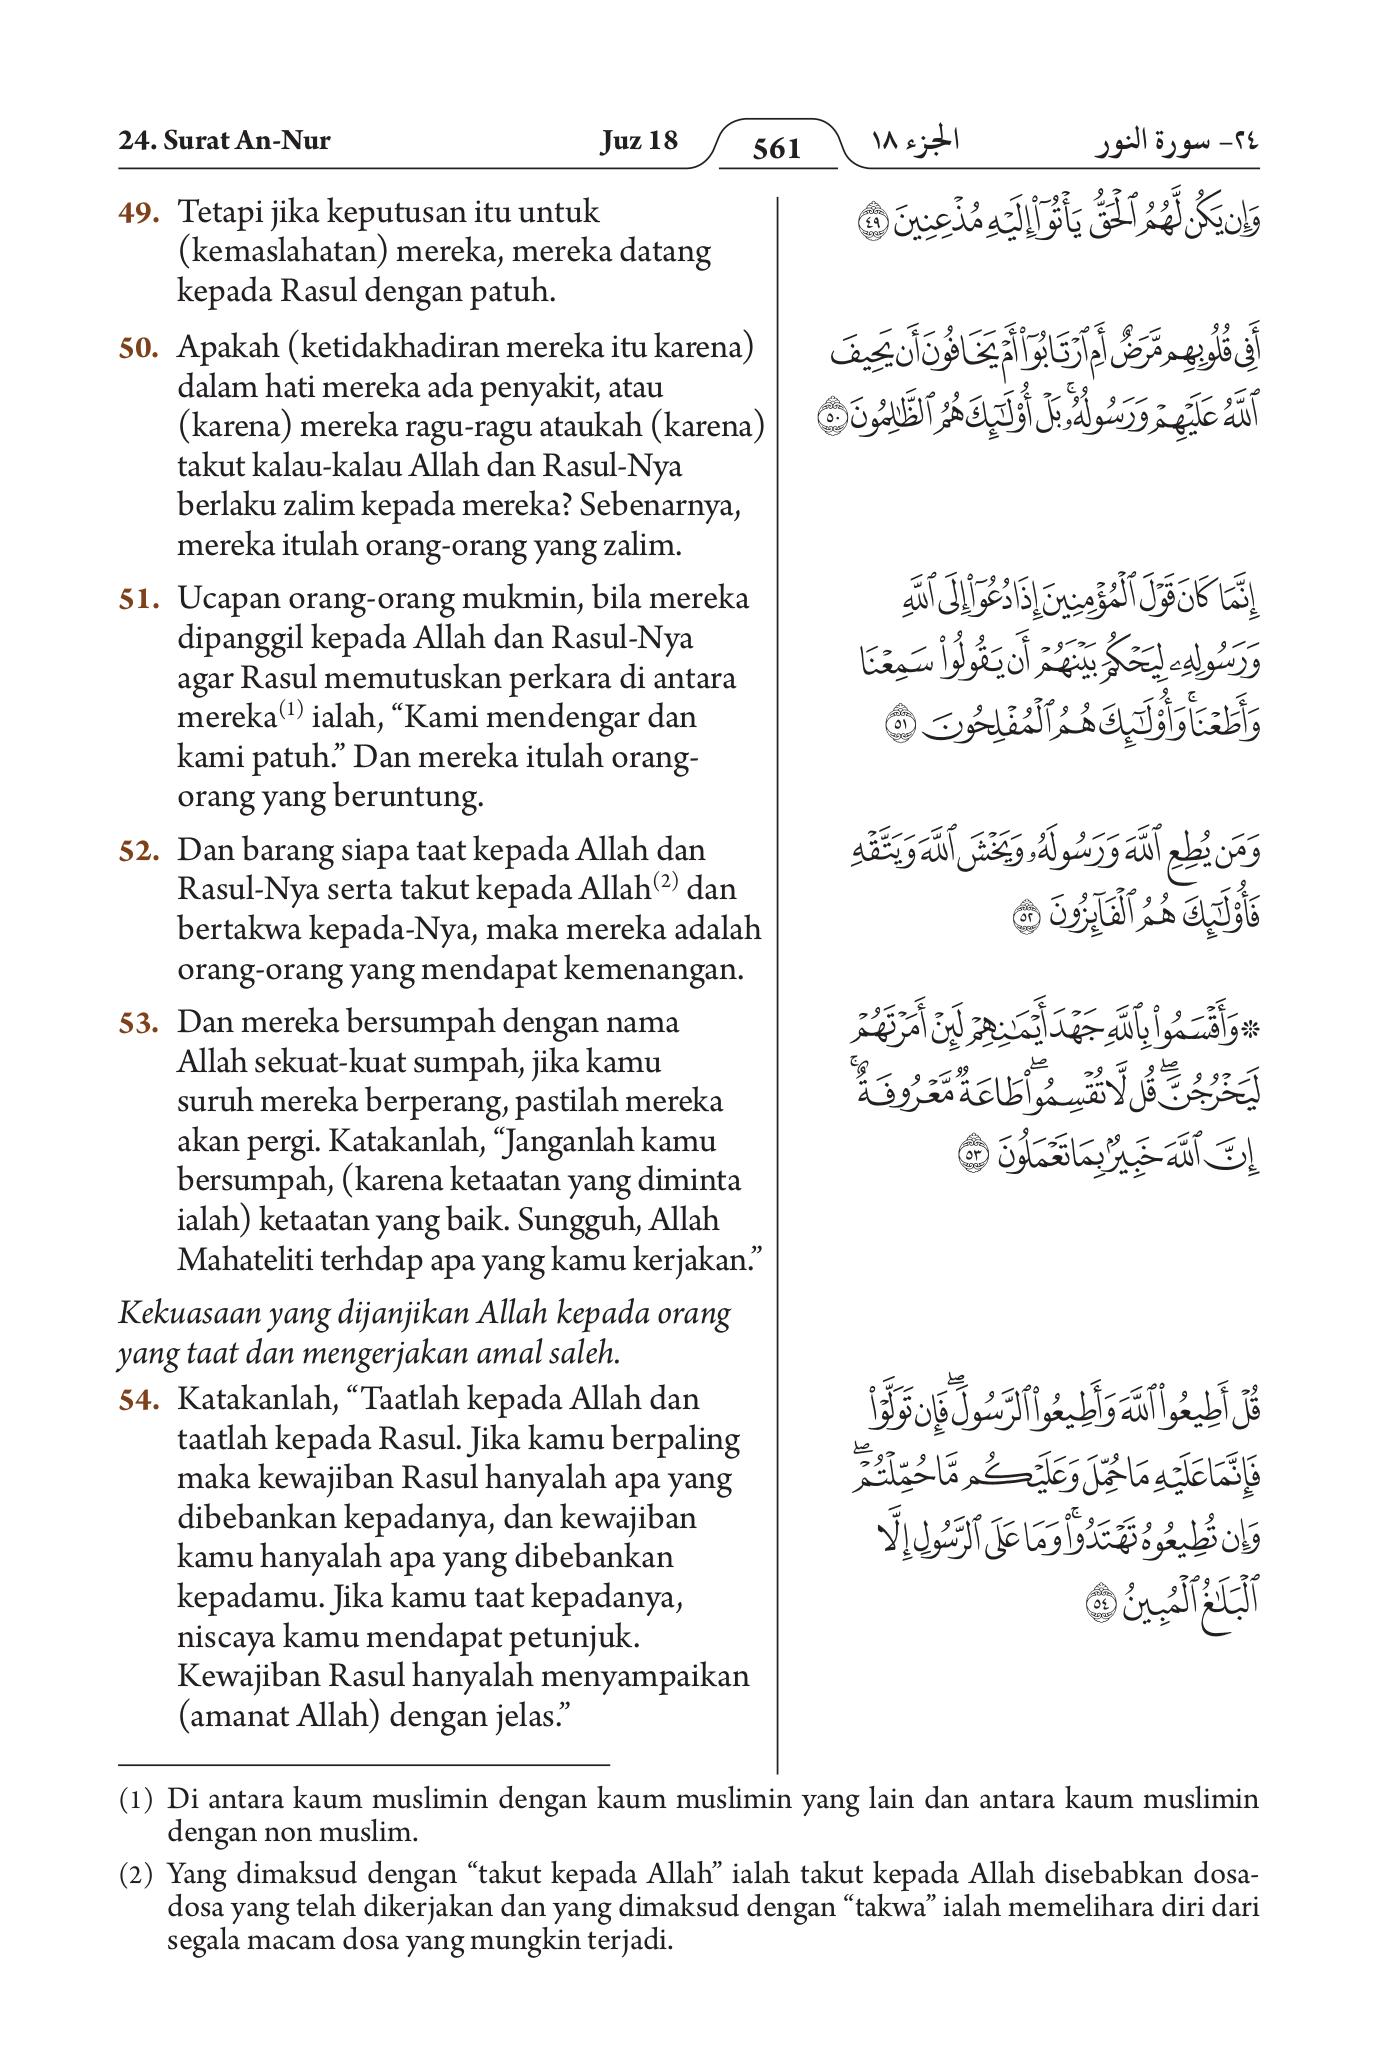 24. Surat An-Nur Juz 18 561 الجزء ١٨ ٢٤- سورة النور
49. Tetapi jika keputusan itu untuk
(kemaslahatan) mereka, mereka datang
kepada Rasul dengan patuh.
50. Apakah (ketidakhadiran mereka itu karena)
dalam hati mereka ada penyakit, atau
(karena) mereka ragu-ragu ataukah (karena)
takut kalau-kalau Allah dan Rasul-Nya
berlaku zalim kepada mereka? Sebenarnya,
mereka itulah orang-orang yang zalim.
51. Ucapan orang-orang mukmin, bila mereka
dipanggil kepada Allah dan Rasul-Nya
agar Rasul memutuskan perkara di antara
mereka(1) ialah, “Kami mendengar dan
kami patuh.” Dan mereka itulah orang-
orang yang beruntung.
52. Dan barang siapa taat kepada Allah dan
Rasul-Nya serta takut kepada Allah(2) dan
bertakwa kepada-Nya, maka mereka adalah
orang-orang yang mendapat kemenangan.
53. Dan mereka bersumpah dengan nama
Allah sekuat-kuat sumpah, jika kamu
suruh mereka berperang, pastilah mereka
akan pergi. Katakanlah, “Janganlah kamu
bersumpah, (karena ketaatan yang diminta
ialah) ketaatan yang baik. Sungguh, Allah
Mahateliti terhdap apa yang kamu kerjakan.”
Kekuasaan yang dijanjikan Allah kepada orang
yang taat dan mengerjakan amal saleh.
54. Katakanlah, “Taatlah kepada Allah dan
taatlah kepada Rasul. Jika kamu berpaling
maka kewajiban Rasul hanyalah apa yang
dibebankan kepadanya, dan kewajiban
kamu hanyalah apa yang dibebankan
kepadamu. Jika kamu taat kepadanya,
niscaya kamu mendapat petunjuk.
Kewajiban Rasul hanyalah menyampaikan
(amanat Allah) dengan jelas.”
وَإِن يَكُن لَّهُمُ ٱلْحَقُّ يَأْتُوٓا۟ إِلَيْهِ مُذْعِنِينَ ٤٩
أَفِى قُلُوبِهِم مَّرَضٌ أَمِ ٱرْتَابُوٓا۟ أَمْ يَخَافُونَ أَن يَحِيفَ
ٱللَّهُ عَلَيْهِمْ وَرَسُولُهُۥ ۚ بَلْ أُو۟لَـٰٓئِكَ هُمُ ٱلظَّـٰلِمُونَ ٥٠
إِنَّمَا كَانَ قَوْلَ ٱلْمُؤْمِنِينَ إِذَا دُعُوٓا۟ إِلَى ٱللَّهِ
وَرَسُولِهِۦ لِيَحْكُمَ بَيْنَهُمْ أَن يَقُولُوا۟ سَمِعْنَا
وَأَطَعْنَا ۚ وَأُو۟لَـٰٓئِكَ هُمُ ٱلْمُفْلِحُونَ ٥١
وَمَن يُطِعِ ٱللَّهَ وَرَسُولَهُۥ وَيَخْشَ ٱللَّهَ وَيَتَّقْهِ
فَأُو۟لَـٰٓئِكَ هُمُ ٱلْفَآئِزُونَ ٥٢
۞ وَأَقْسَمُوا۟ بِٱللَّهِ جَهْدَ أَيْمَـٰنِهِمْ لَئِنْ أَمَرْتَهُمْ
لَيَخْرُجُنَّ ۖ قُل لَّا تُقْسِمُوا۟ ۖ طَاعَةٌ مَّعْرُوفَةٌ ۚ
إِنَّ ٱللَّهَ خَبِيرٌۢ بِمَا تَعْمَلُونَ ٥٣
قُلْ أَطِيعُوا۟ ٱللَّهَ وَأَطِيعُوا۟ ٱلرَّسُولَ ۖ فَإِن تَوَلَّوْا۟
فَإِنَّمَا عَلَيْهِ مَا حُمِّلَ وَعَلَيْكُم مَّا حُمِّلْتُمْ ۖ
وَإِن تُطِيعُوهُ تَهْتَدُوا۟ ۚ وَمَا عَلَى ٱلرَّسُولِ إِلَّا
ٱلْبَلَـٰغُ ٱلْمُبِينُ ٥٤
(1) Di antara kaum muslimin dengan kaum muslimin yang lain dan antara kaum muslimin
dengan non muslim.
(2) Yang dimaksud dengan “takut kepada Allah” ialah takut kepada Allah disebabkan dosa-
dosa yang telah dikerjakan dan yang dimaksud dengan “takwa” ialah memelihara diri dari
segala macam dosa yang mungkin terjadi.